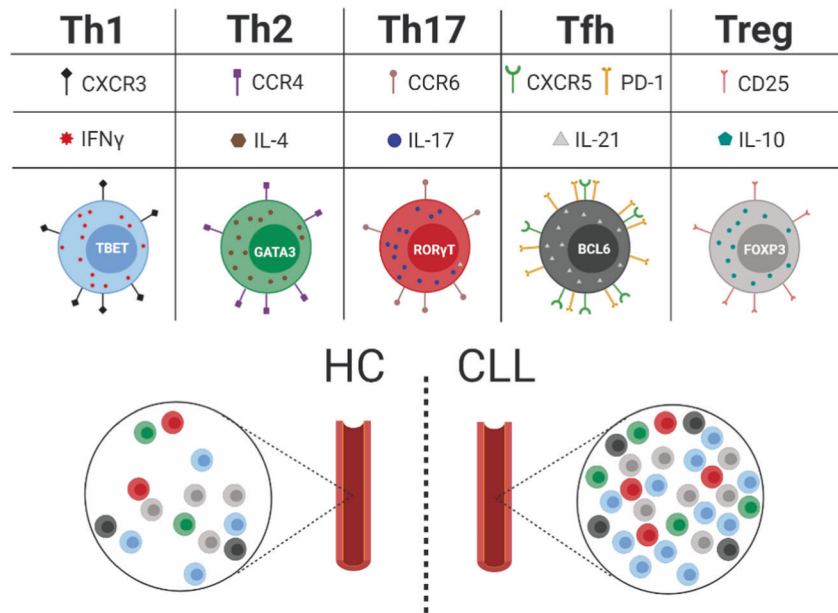 Th1 Th2 Th17 Tfh Treg
CXCR3 CCR4 CCR6 CXCR5 PD-1 CD25
IFNγ IL-4 IL-17 IL-21 IL-10
TBET GATA3 RORγT BCL6 FOXP3
HC CLL